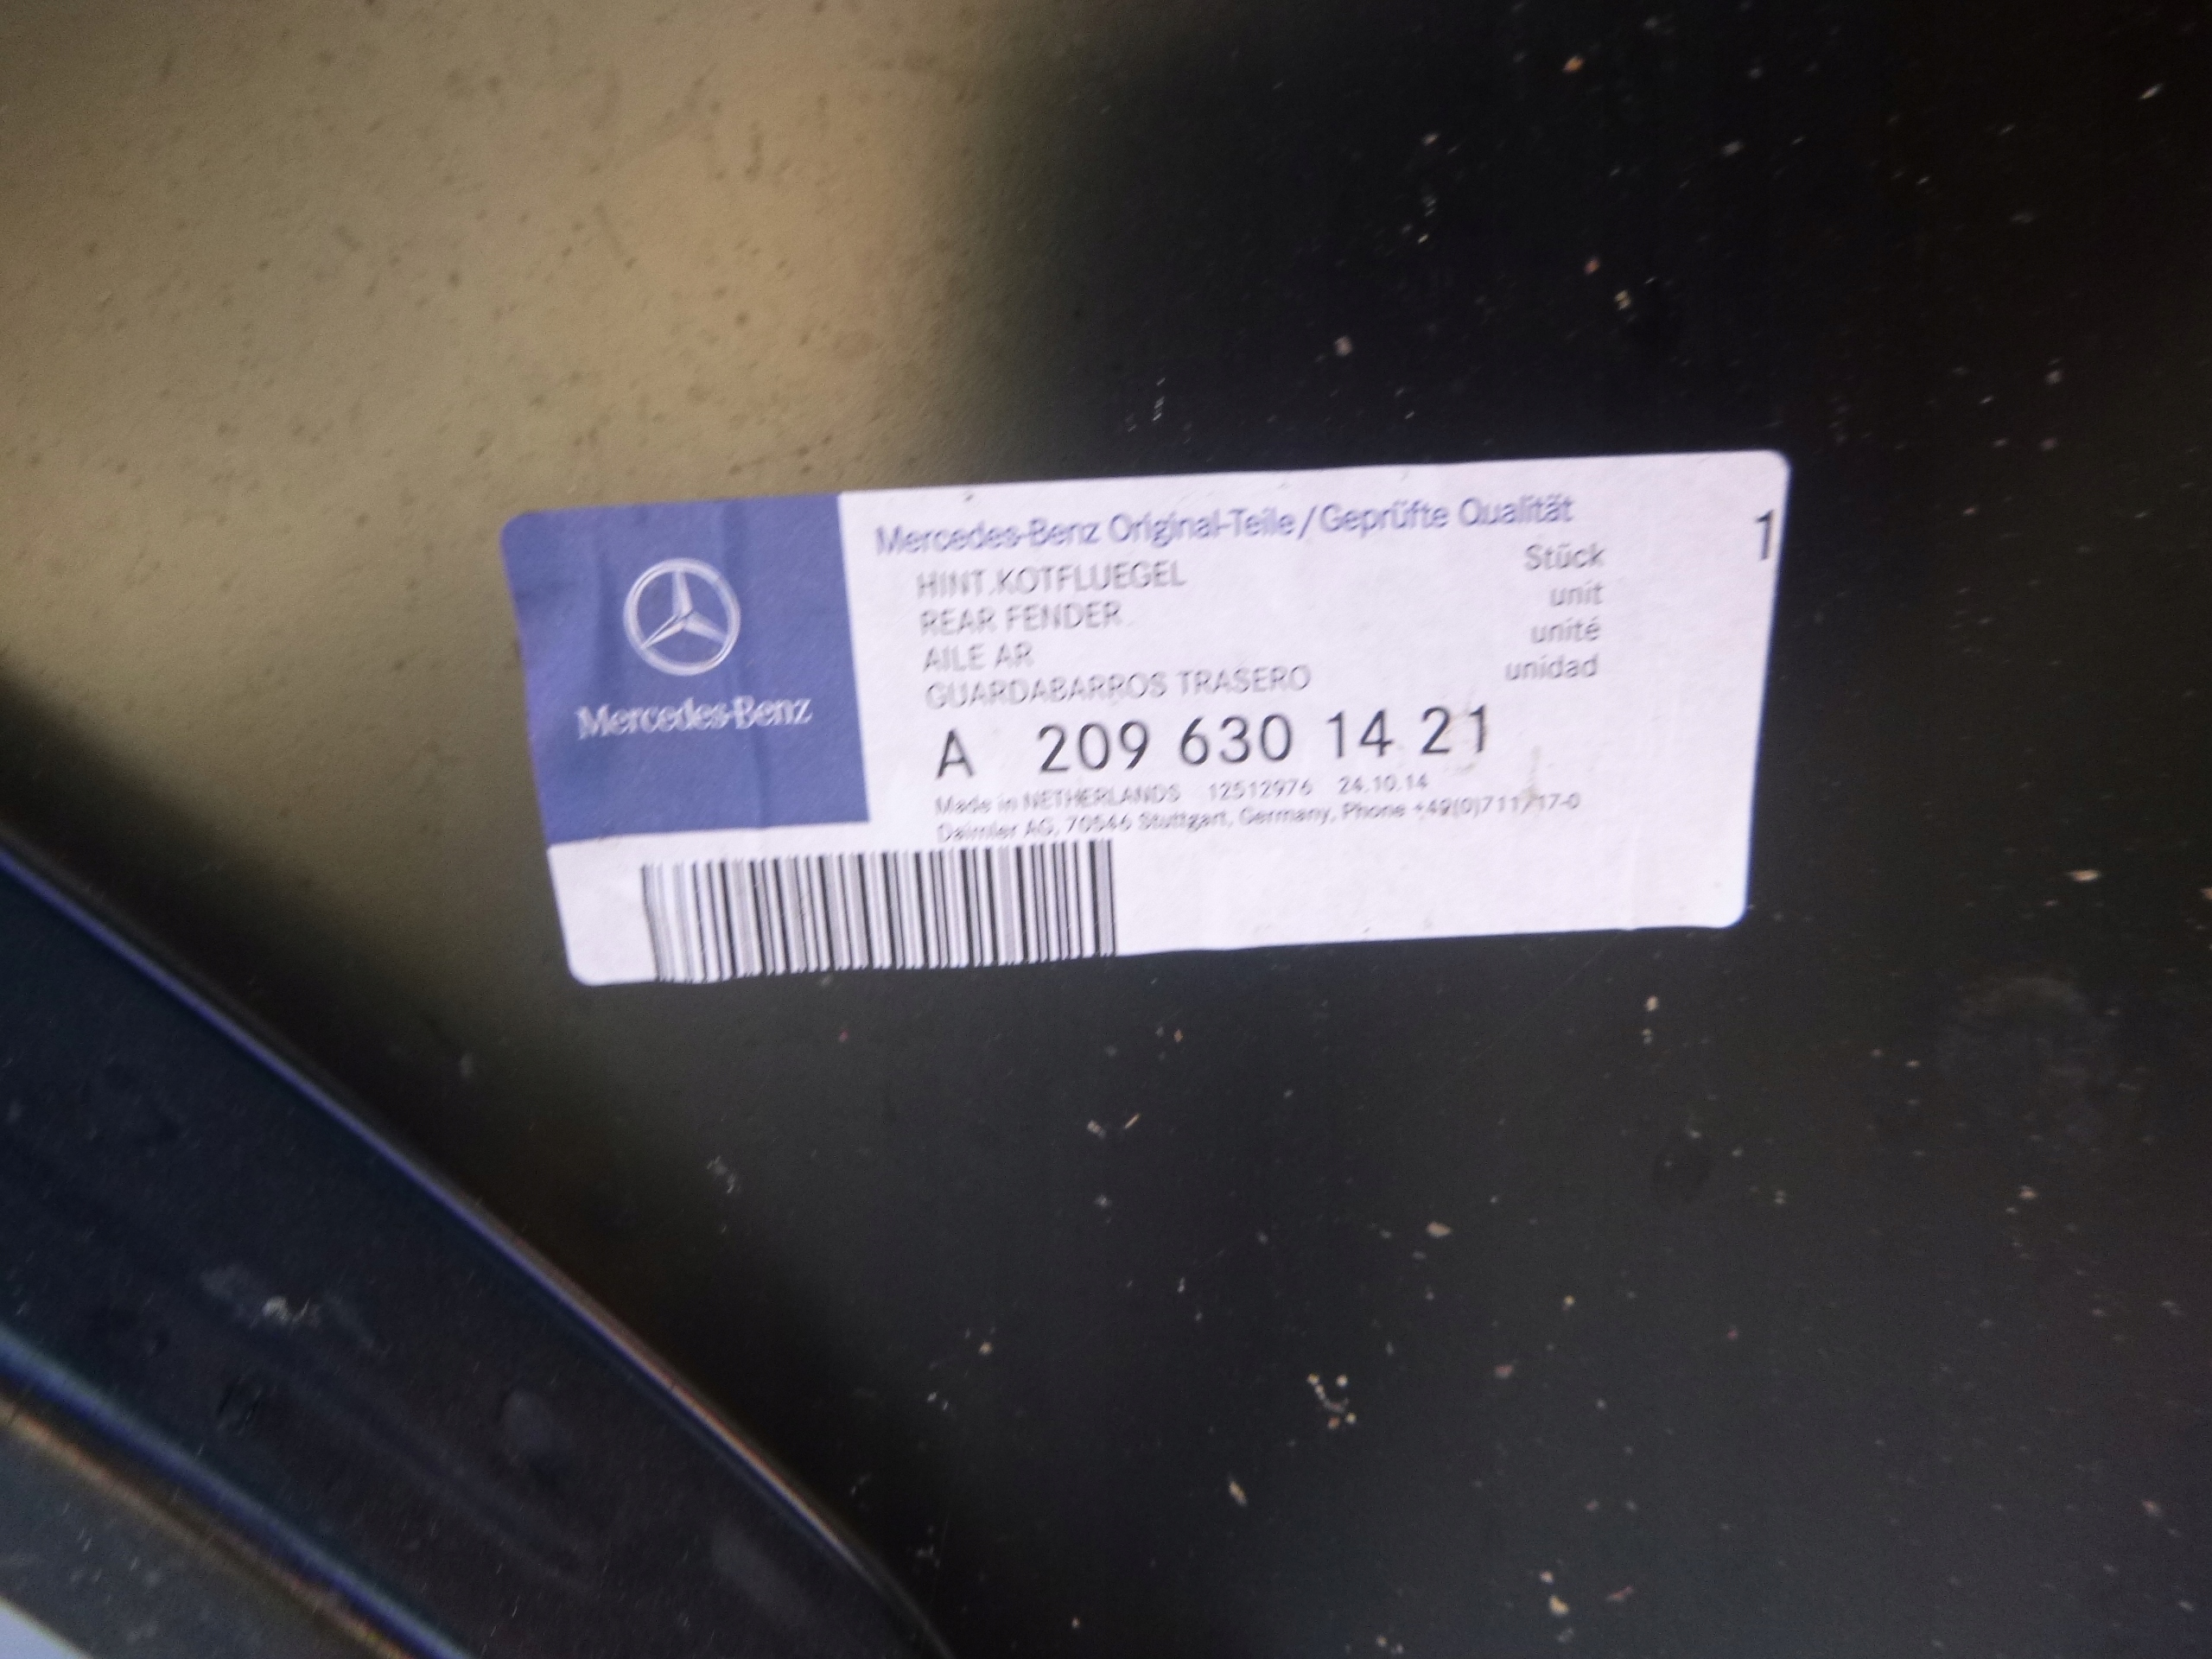 Mercedes-Benz
Mercedes-Benz Original-Teile/Geprüfte Qualität
HINT.KOTFLUEGEL Stück 1
REAR FENDER unit
AILE AR unité
GUARDABARROS TRASERO unidad
A 209 630 14 21
Made in NETHERLANDS 12512976 24.10.14
Daimler AG, 70546 Stuttgart, Germany, Phone +49(0)711/17-0